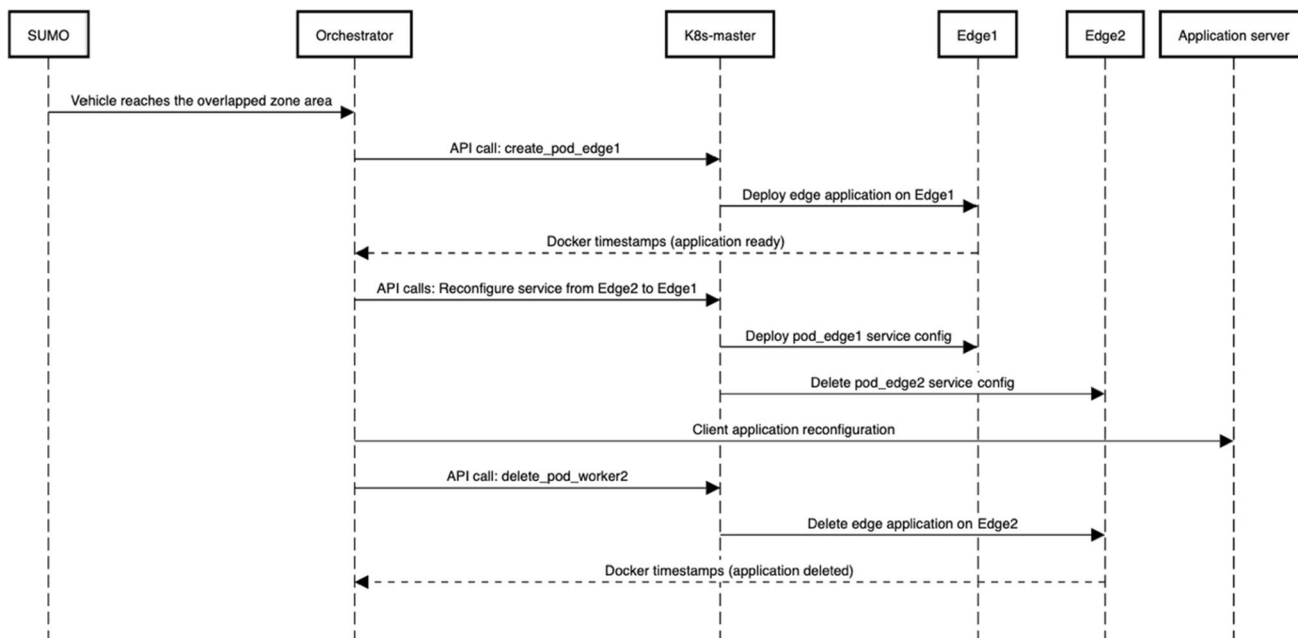 SUMO
Orchestrator
K8s-master
Edge1
Edge2
Application server
Vehicle reaches the overlapped zone area
API call: create_pod_edge1
Deploy edge application on Edge1
Docker timestamps (application ready)
API calls: Reconfigure service from Edge2 to Edge1
Deploy pod_edge1 service config
Delete pod_edge2 service config
Client application reconfiguration
API call: delete_pod_worker2
Delete edge application on Edge2
Docker timestamps (application deleted)